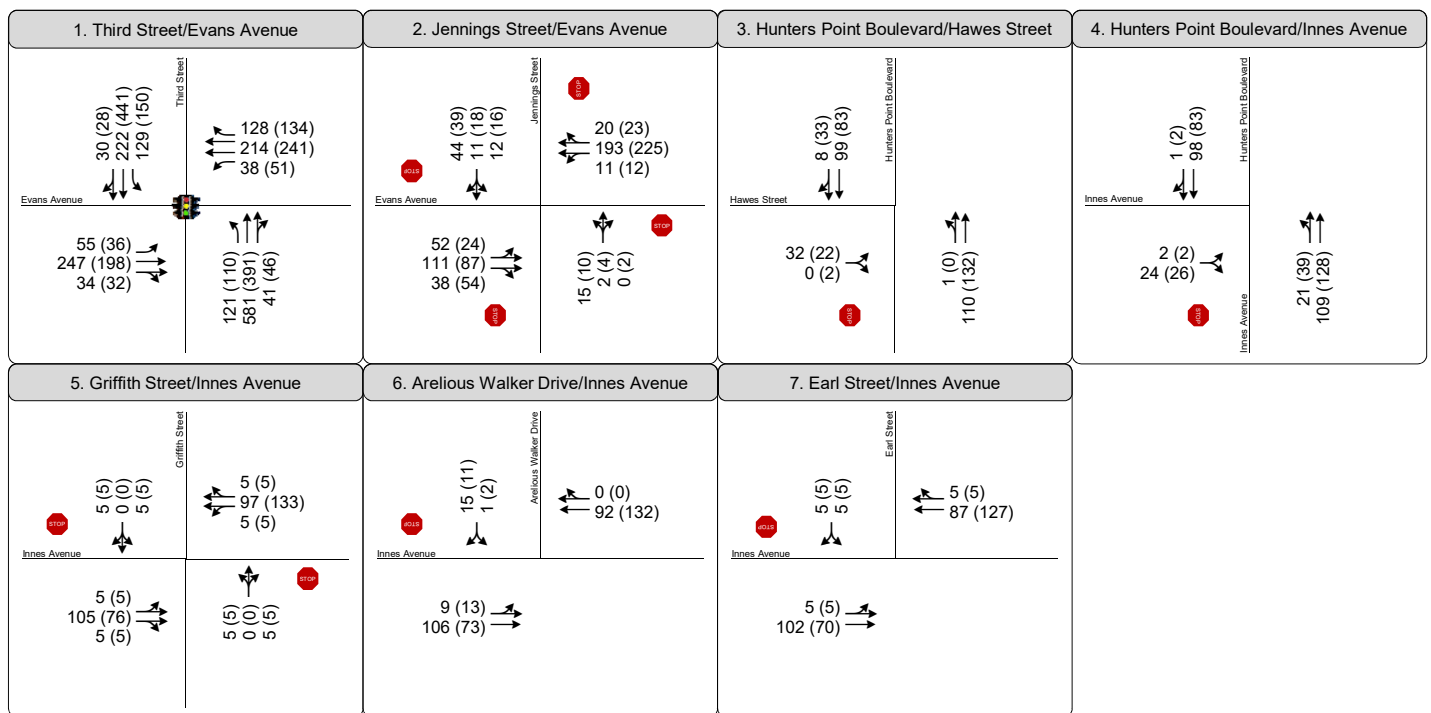 1. Third Street/Evans Avenue
Third Street
30 (28)
222 (441)
129 (150)
128 (134)
214 (241)
38 (51)
Evans Avenue
55 (36)
247 (198)
34 (32)
121 (110)
581 (391)
41 (46)
2. Jennings Street/Evans Avenue
Jennings Street
STOP
44 (39)
11 (18)
12 (16)
20 (23)
193 (225)
11 (12)
STOP
Evans Avenue
STOP
52 (24)
111 (87)
38 (54)
15 (10)
2 (4)
0 (2)
STOP
3. Hunters Point Boulevard/Hawes Street
Hunters Point Boulevard
8 (33)
99 (83)
Hawes Street
32 (22)
0 (2)
1 (0)
110 (132)
STOP
4. Hunters Point Boulevard/Innes Avenue
Hunters Point Boulevard
1 (2)
98 (83)
Innes Avenue
2 (2)
24 (26)
21 (39)
109 (128)
STOP
Innes Avenue
5. Griffith Street/Innes Avenue
Griffith Street
5 (5)
0 (0)
5 (5)
5 (5)
97 (133)
5 (5)
STOP
Innes Avenue
STOP
5 (5)
105 (76)
5 (5)
5 (5)
0 (0)
5 (5)
6. Arelious Walker Drive/Innes Avenue
Arelious Walker Drive
15 (11)
1 (2)
0 (0)
92 (132)
STOP
9 (13)
106 (73)
7. Earl Street/Innes Avenue
Earl Street
5 (5)
5 (5)
5 (5)
87 (127)
STOP
Innes Avenue
5 (5)
102 (70)